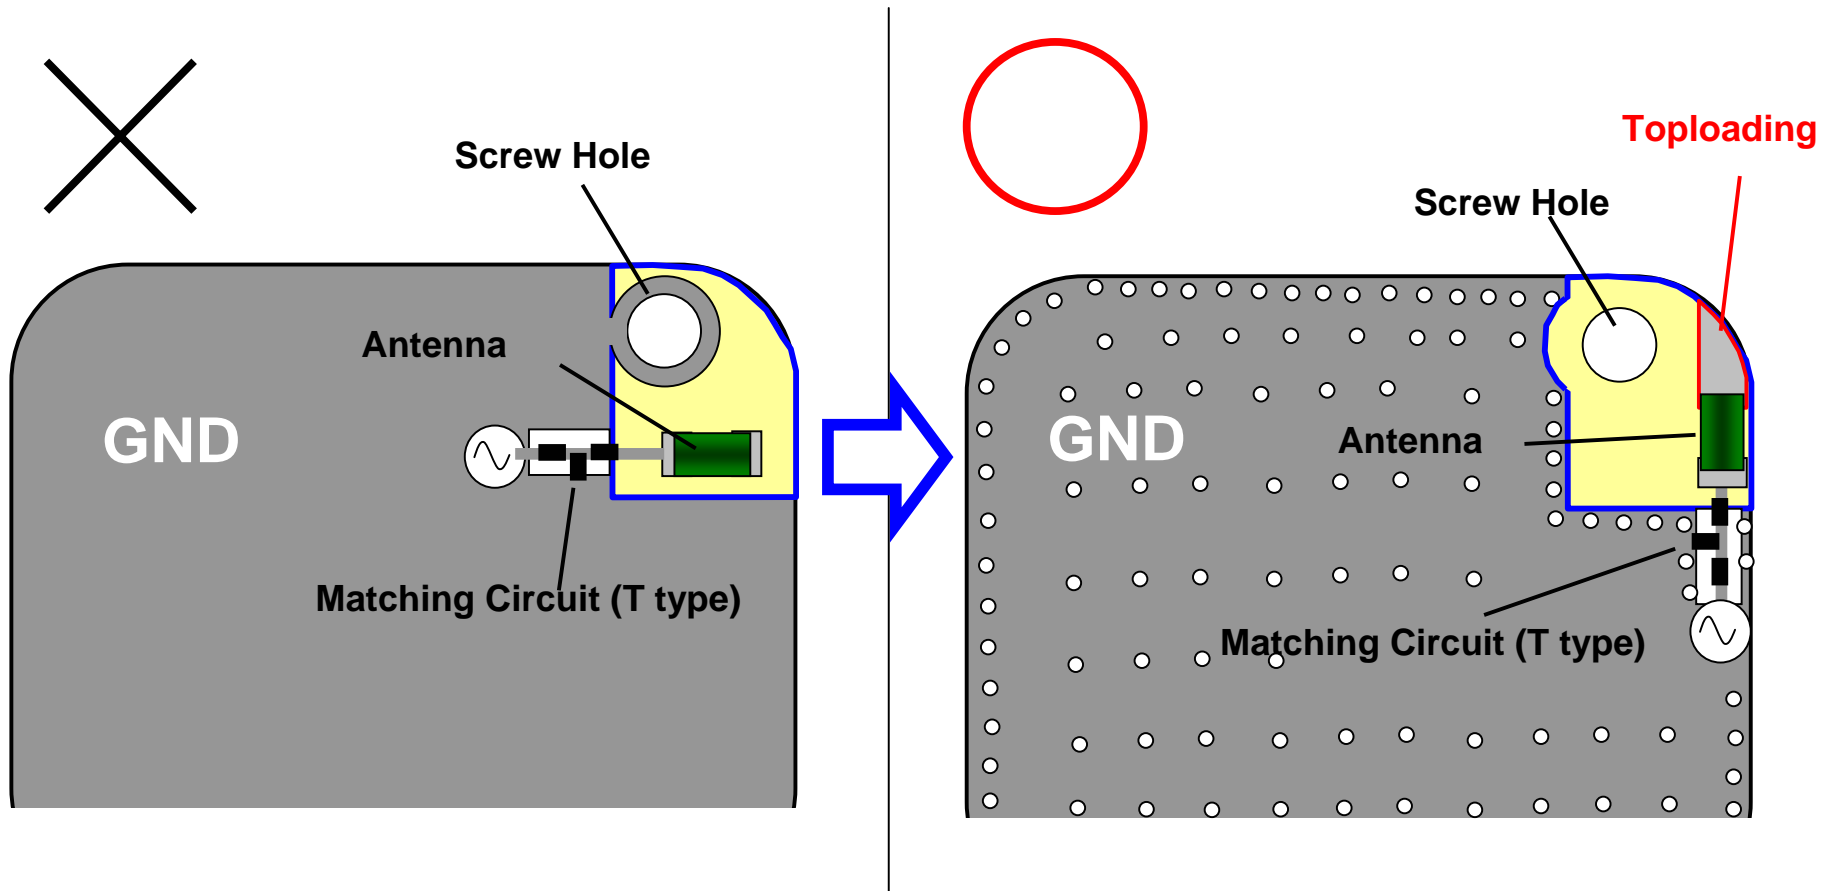 Screw Hole
Antenna
GND
Matching Circuit (T type)
Toploading
Screw Hole
GND
Antenna
Matching Circuit (T type)